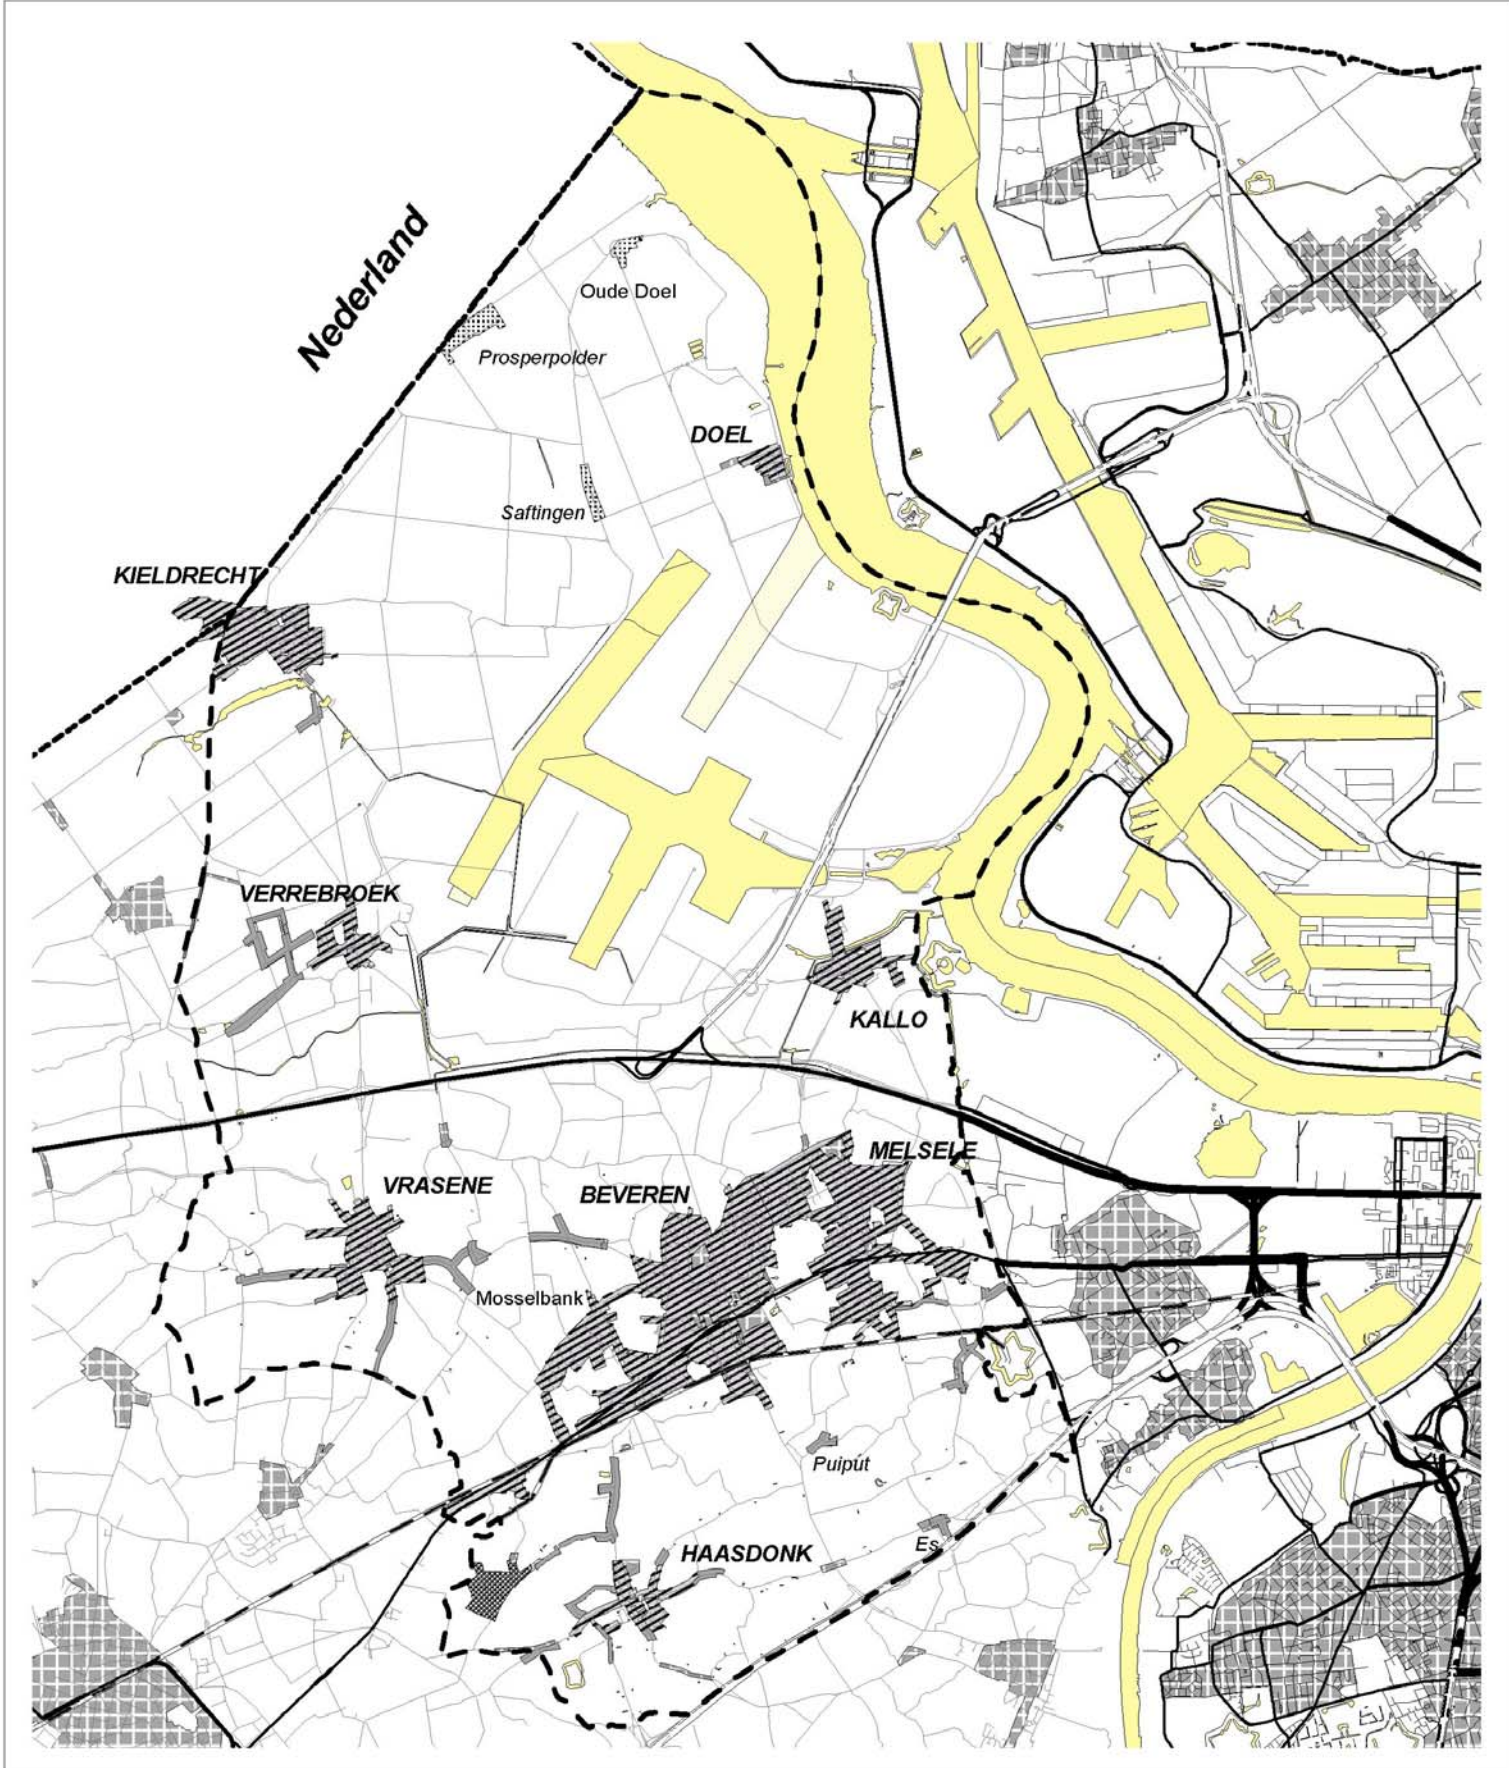 Nederland
Oude Doel
Prosperpolder
DOEL
Saftingen
KIELDRECHT
VERREBROEK
KALLO
MELSELE
VRASENE
BEVEREN
Mosselbank
Puiput
HAASDONK
Es